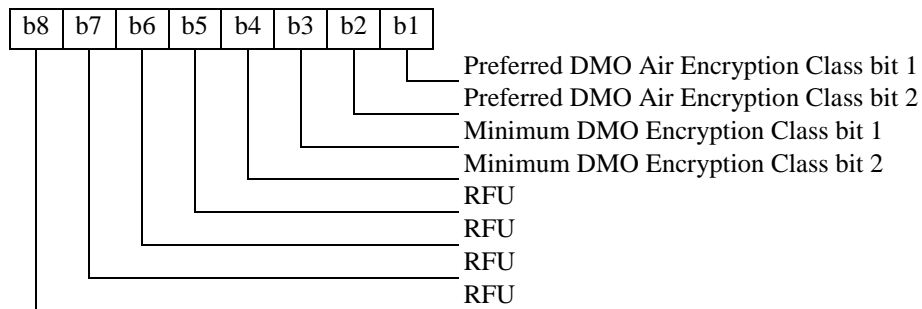 b8 b7 b6 b5 b4 b3 b2 b1
Preferred DMO Air Encryption Class bit 1
Preferred DMO Air Encryption Class bit 2
Minimum DMO Encryption Class bit 1
Minimum DMO Encryption Class bit 2
RFU
RFU
RFU
RFU